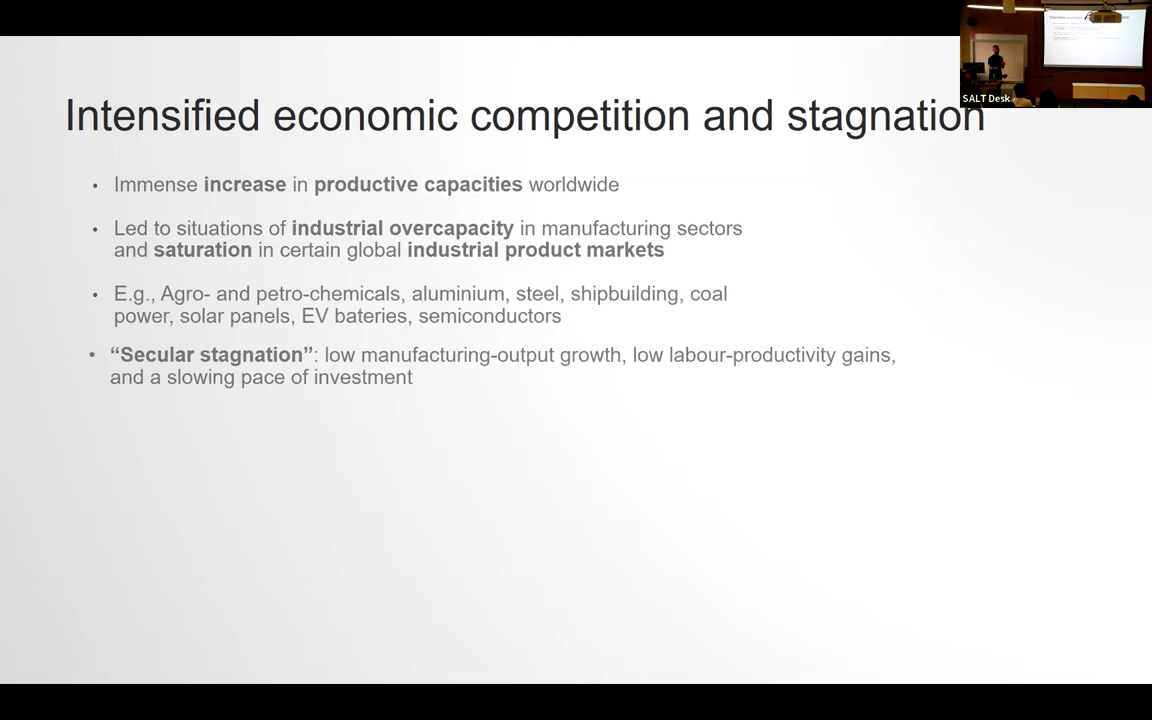 Intensified economic competition and stagnation
SALT Desk
• Immense increase in productive capacities worldwide
• Led to situations of industrial overcapacity in manufacturing sectors
and saturation in certain global industrial product markets
• E.g., Agro- and petro-chemicals, aluminium, steel, shipbuilding, coal
power, solar panels, EV bateries, semiconductors
• “Secular stagnation”: low manufacturing-output growth, low labour-productivity gains,
and a slowing pace of investment